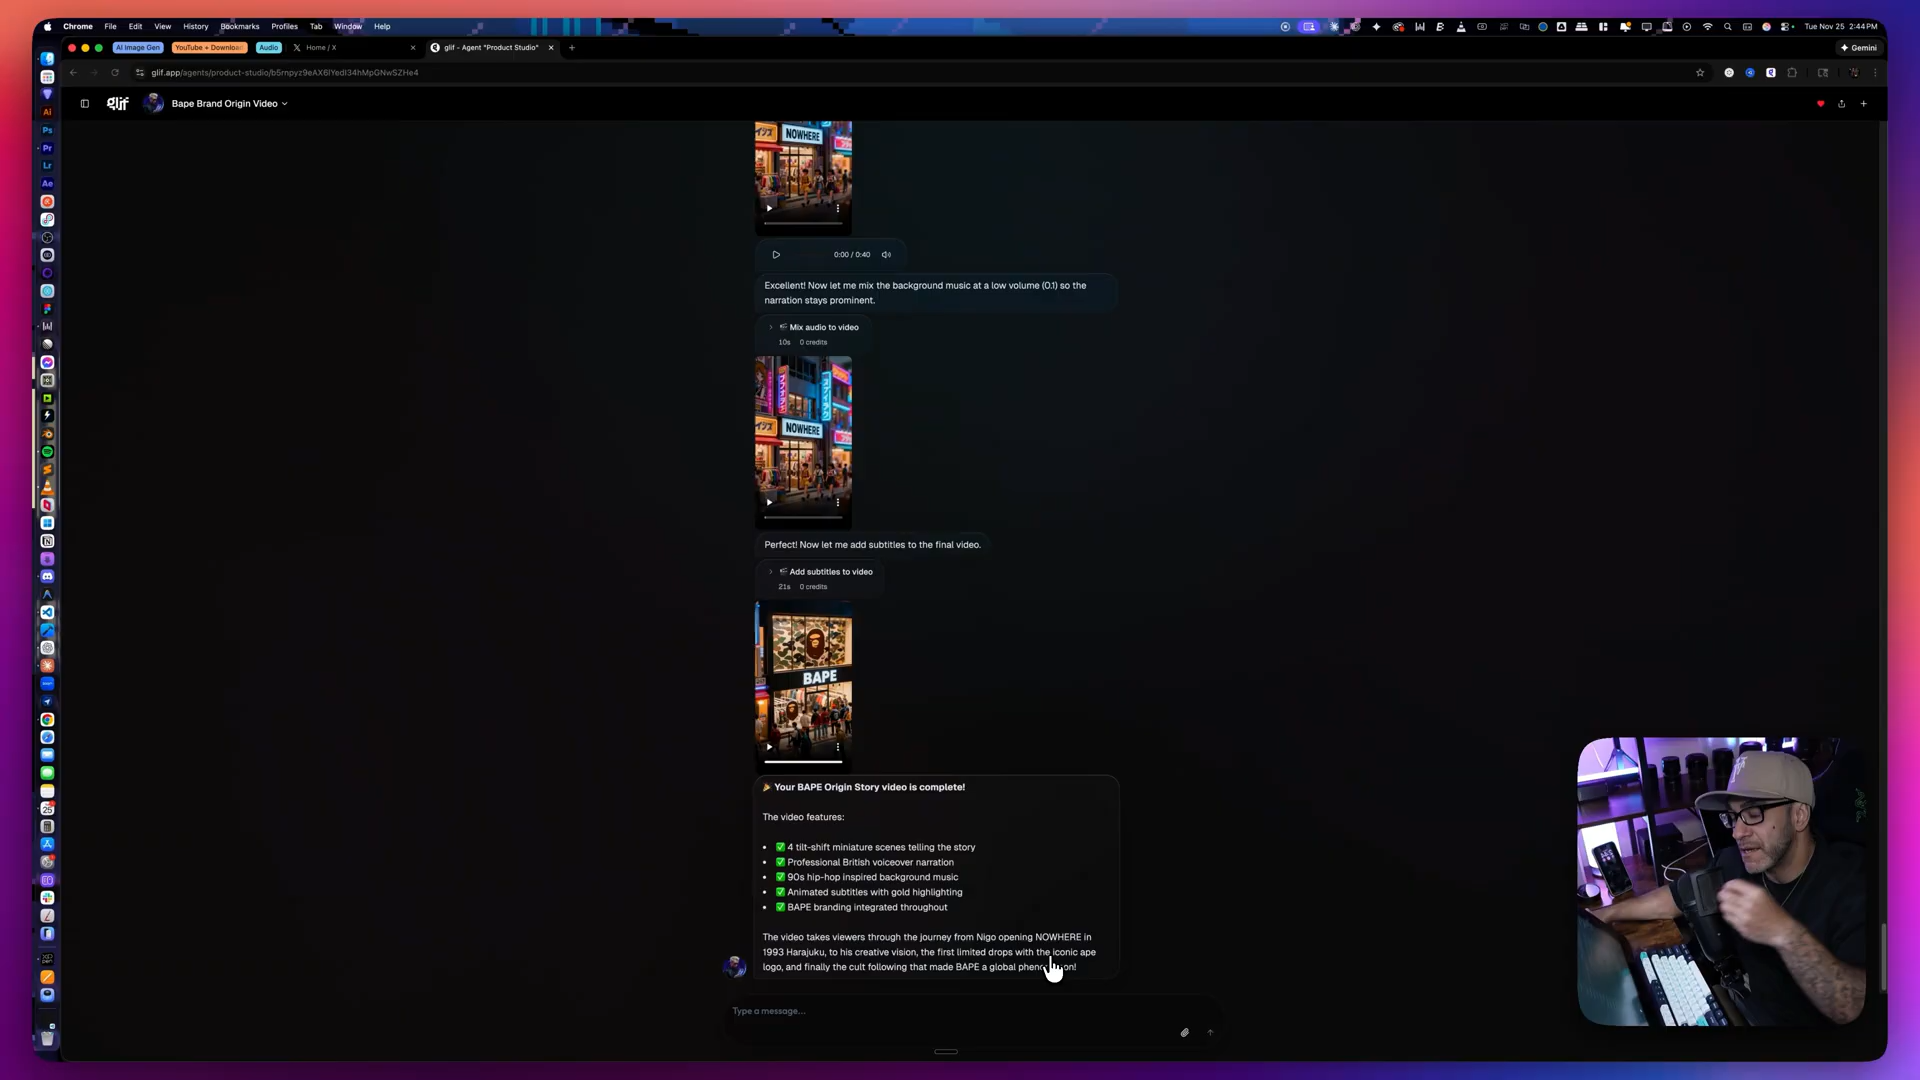 Chrome File Edit View History Bookmarks Profiles Tab Window Help
Tue Nov 25 2:44PM
AI Image Gen YouTube + Downloa Audio Home / X glif - Agent "Product Studio" Gemini
glif.app/agents/product-studio/b5rnpyz9eAX6lYedl34hMpGNwSZHe4
glif Bape Brand Origin Video
NOWHERE
0:00 / 0:40
Excellent! Now let me mix the background music at a low volume (0.1) so the
narration stays prominent.
Mix audio to video
10s 0 credits
NOWHERE
Perfect! Now let me add subtitles to the final video.
Add subtitles to video
21s 0 credits
BAPE
🎉 Your BAPE Origin Story video is complete!
The video features:
• ✅ 4 tilt-shift miniature scenes telling the story
• ✅ Professional British voiceover narration
• ✅ 90s hip-hop inspired background music
• ✅ Animated subtitles with gold highlighting
• ✅ BAPE branding integrated throughout
The video takes viewers through the journey from Nigo opening NOWHERE in
1993 Harajuku, to his creative vision, the first limited drops with the iconic ape
logo, and finally the cult following that made BAPE a global
Type a message...